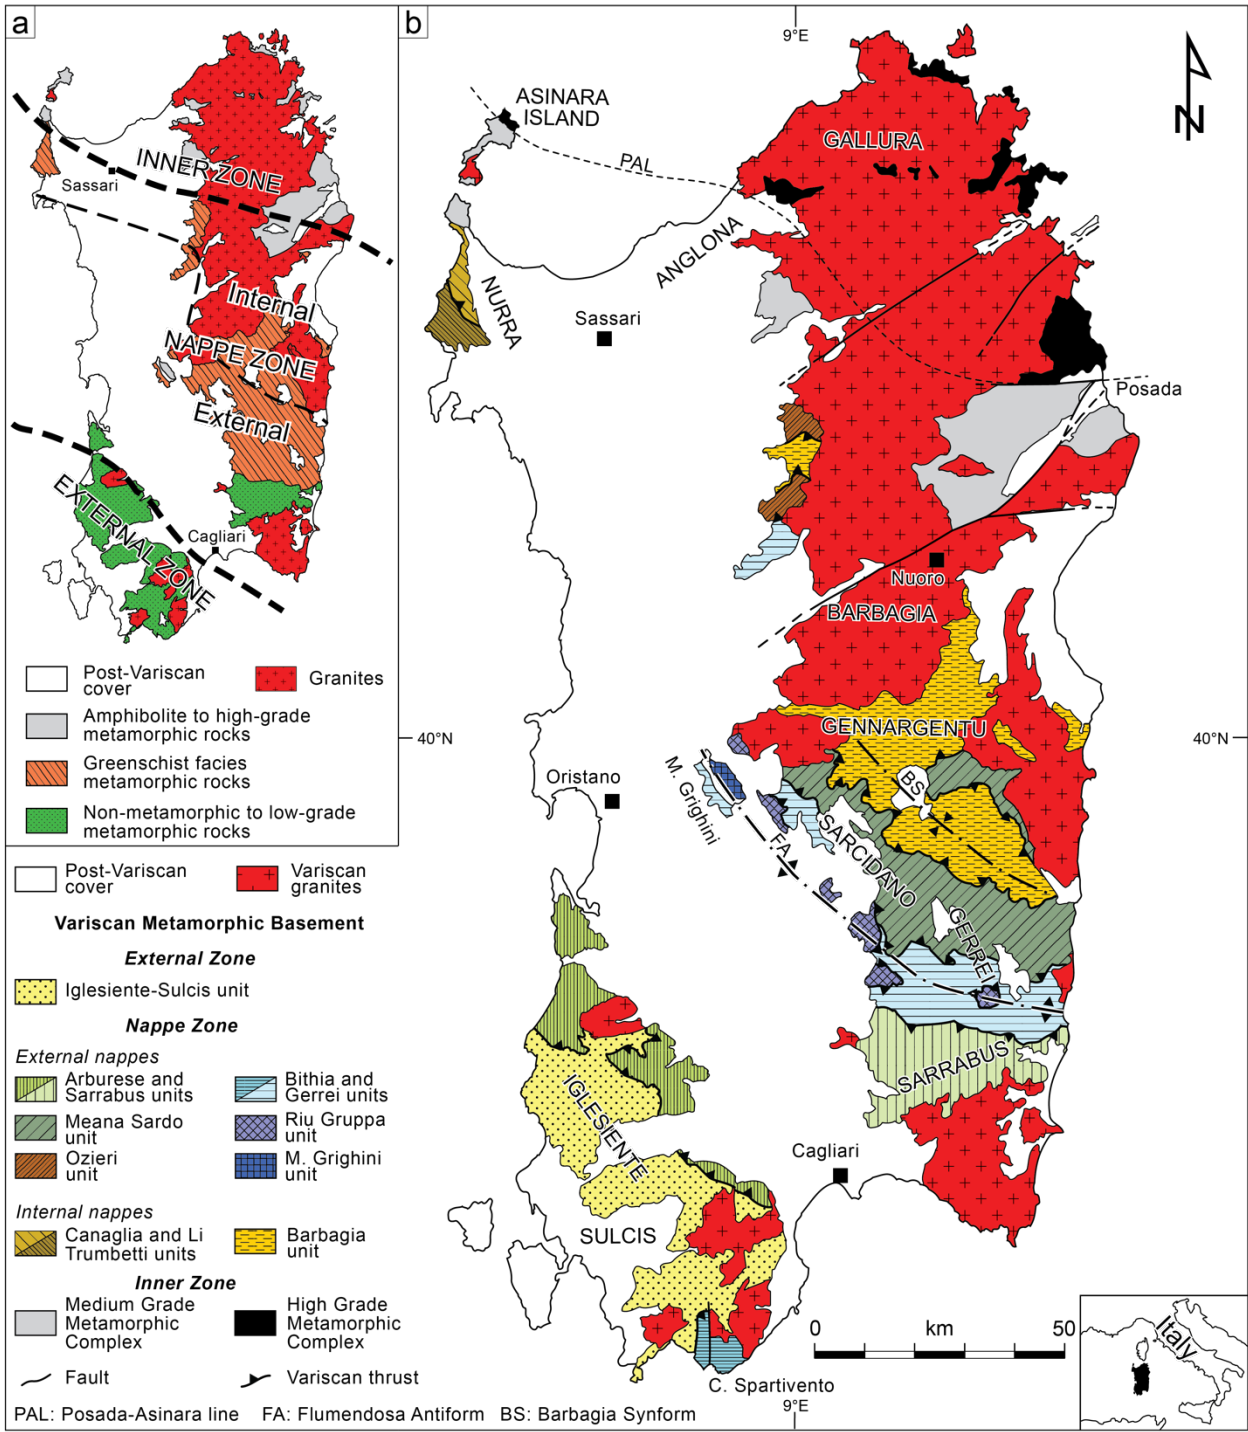 a
INNER ZONE
Sassari
Internal
NAPPE ZONE
External
EXTERNAL ZONE
Cagliari
Post-Variscan
cover
Granites
Amphibolite to high-grade
metamorphic rocks
Greenschist facies
metamorphic rocks
Non-metamorphic to low-grade
metamorphic rocks
b
9°E
N
ASINARA
ISLAND
PAL
GALLURA
ANGLONA
NURRA
Sassari
Posada
Nuoro
BARBAGIA
GENNARGENTU
40°N
40°N
Oristano
M. Grighini
BS
FA
SARCIDANO
GERREI
SARRABUS
IGLESIENTE
Cagliari
SULCIS
C. Spartivento
0 km 50
9°E
Italy
Post-Variscan
cover
Variscan
granites
Variscan Metamorphic Basement
External Zone
Iglesiente-Sulcis unit
Nappe Zone
External nappes
Arburese and
Sarrabus units
Bithia and
Gerrei units
Meana Sardo
unit
Riu Gruppa
unit
Ozieri
unit
M. Grighini
unit
Internal nappes
Canaglia and Li
Trumbetti units
Barbagia
unit
Inner Zone
Medium Grade
Metamorphic
Complex
High Grade
Metamorphic
Complex
Fault
Variscan thrust
PAL: Posada-Asinara line FA: Flumendosa Antiform BS: Barbagia Synform